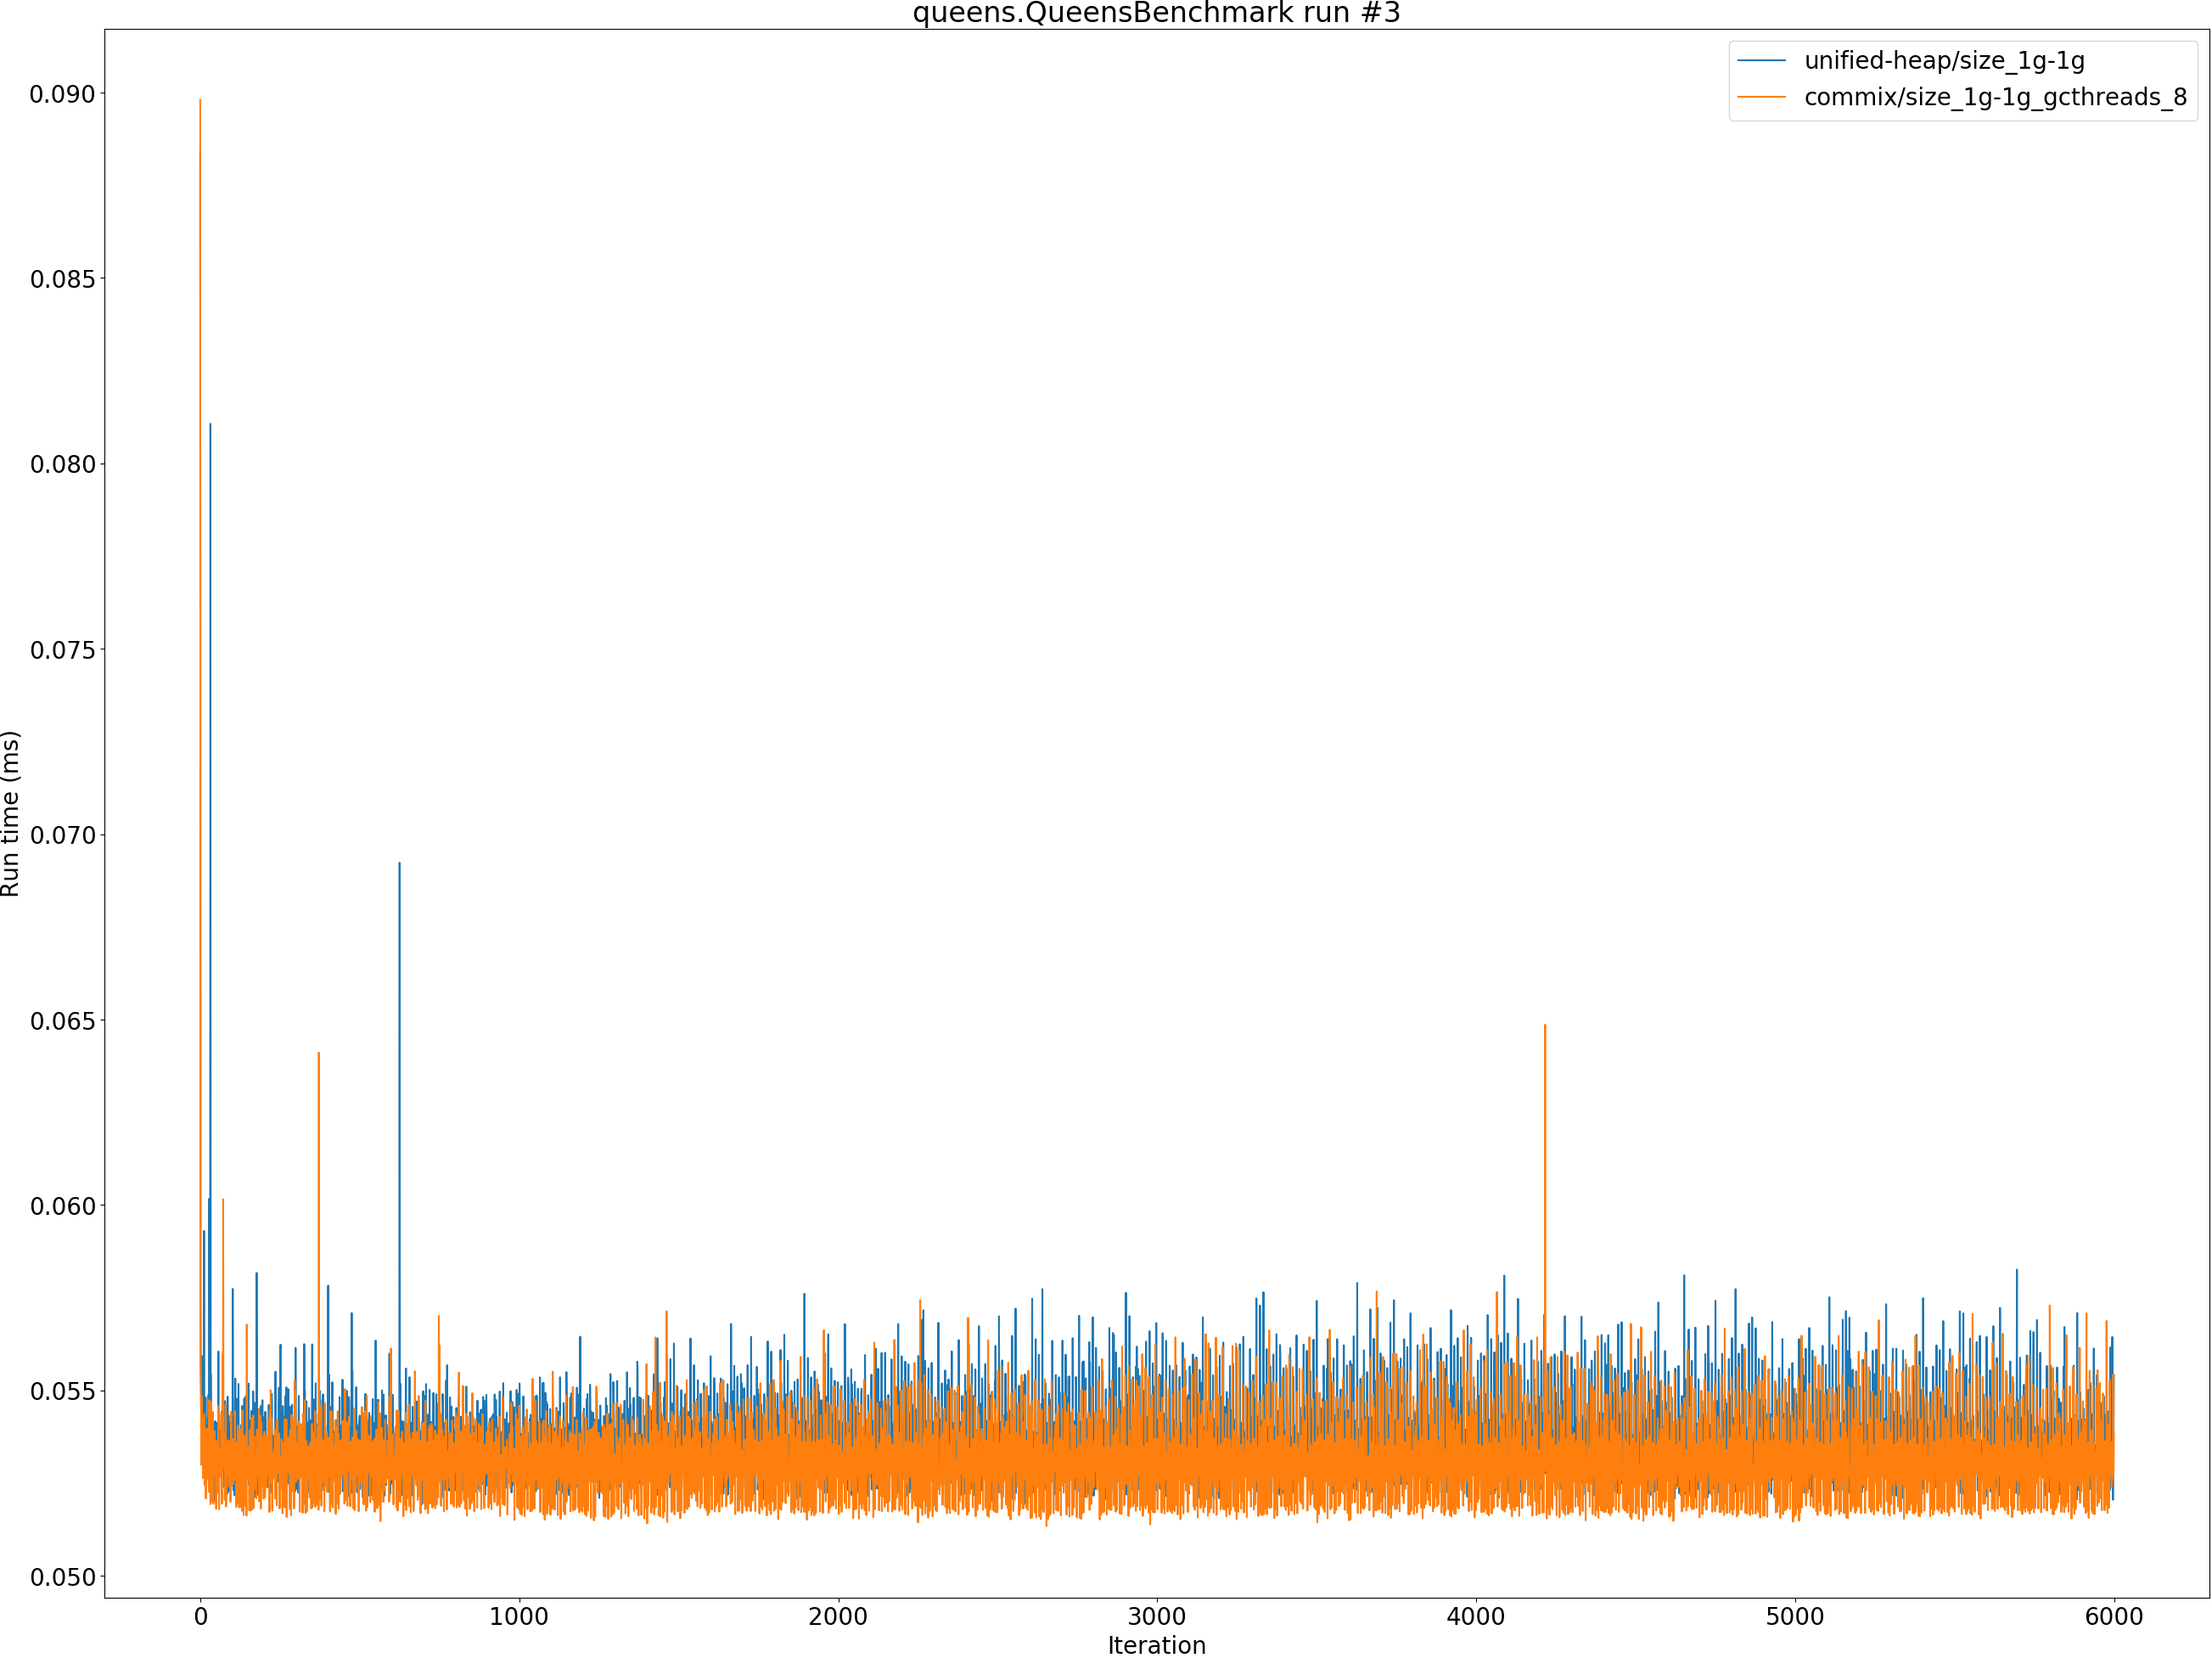 queens.QueensBenchmark run #3
unified-heap/size_1g-1g
commix/size_1g-1g_gcthreads_8
0.090
0.085
0.080
0.075
0.070
0.065
0.060
0.055
0.050
Run time (ms)
0 1000 2000 3000 4000 5000 6000
Iteration